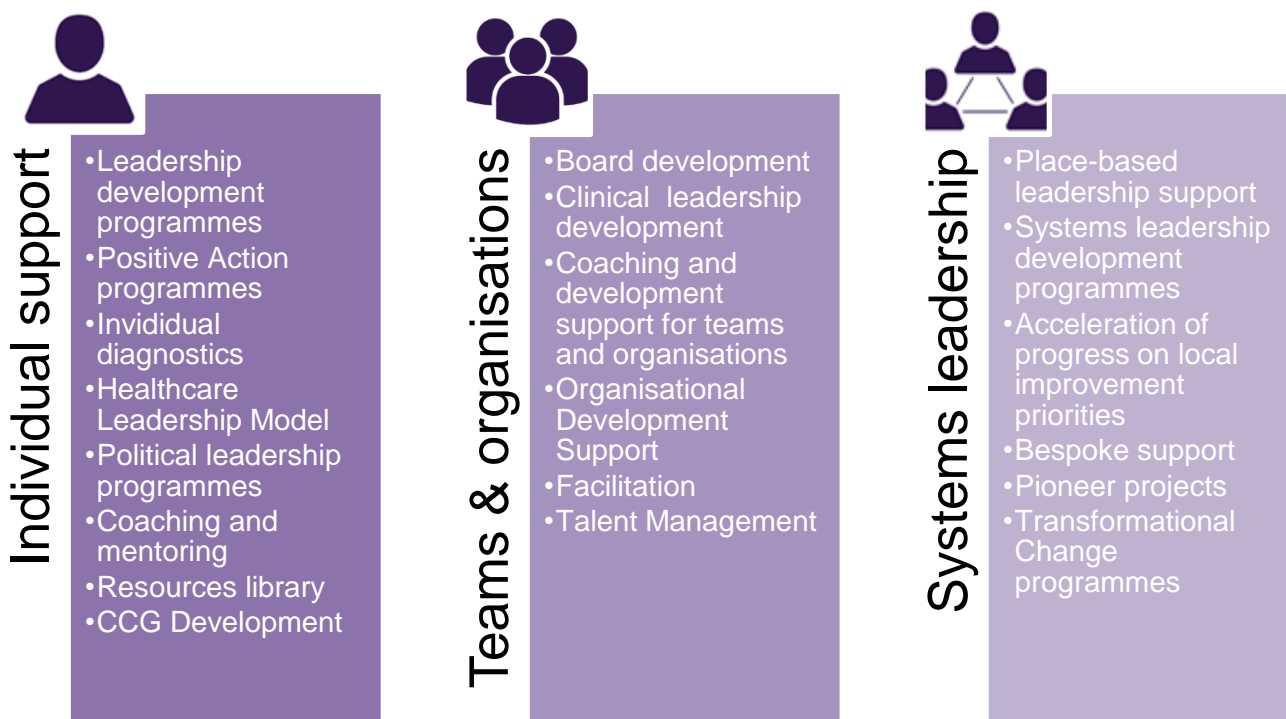 Individual support
•Leadership
development
programmes
•Positive Action
programmes
•Invididual
diagnostics
•Healthcare
Leadership Model
•Political leadership
programmes
•Coaching and
mentoring
•Resources library
•CCG Development
Teams & organisations
•Board development
•Clinical  leadership
development
•Coaching and
development
support for teams
and organisations
•Organisational
Development
Support
•Facilitation
•Talent Management
Systems leadership
•Place-based
leadership support
•Systems leadership
development
programmes
•Acceleration of
progress on local
improvement
priorities
•Bespoke support
•Pioneer projects
•Transformational
Change
programmes